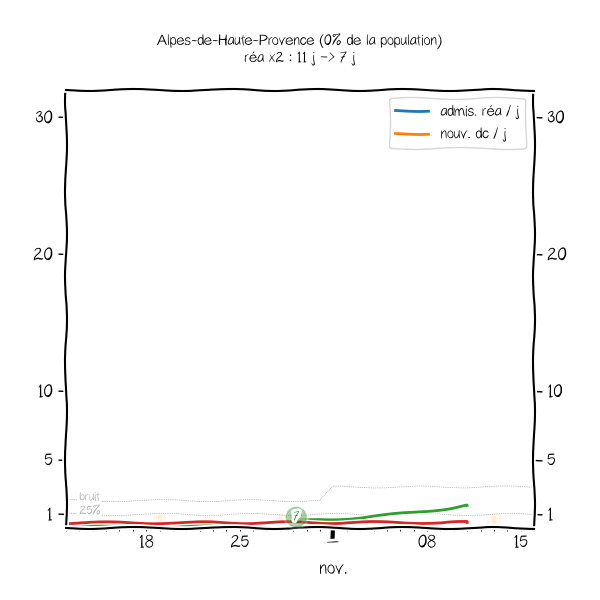 Alpes-de-Haute-Provence (0% de la population)
réa x2 : 11 j -> 7 j
admis. réa / j
nouv. dc / j
30
30
20
20
10
10
5
5
bruit
25%
1
1
7
18
25
1
08
15
nov.